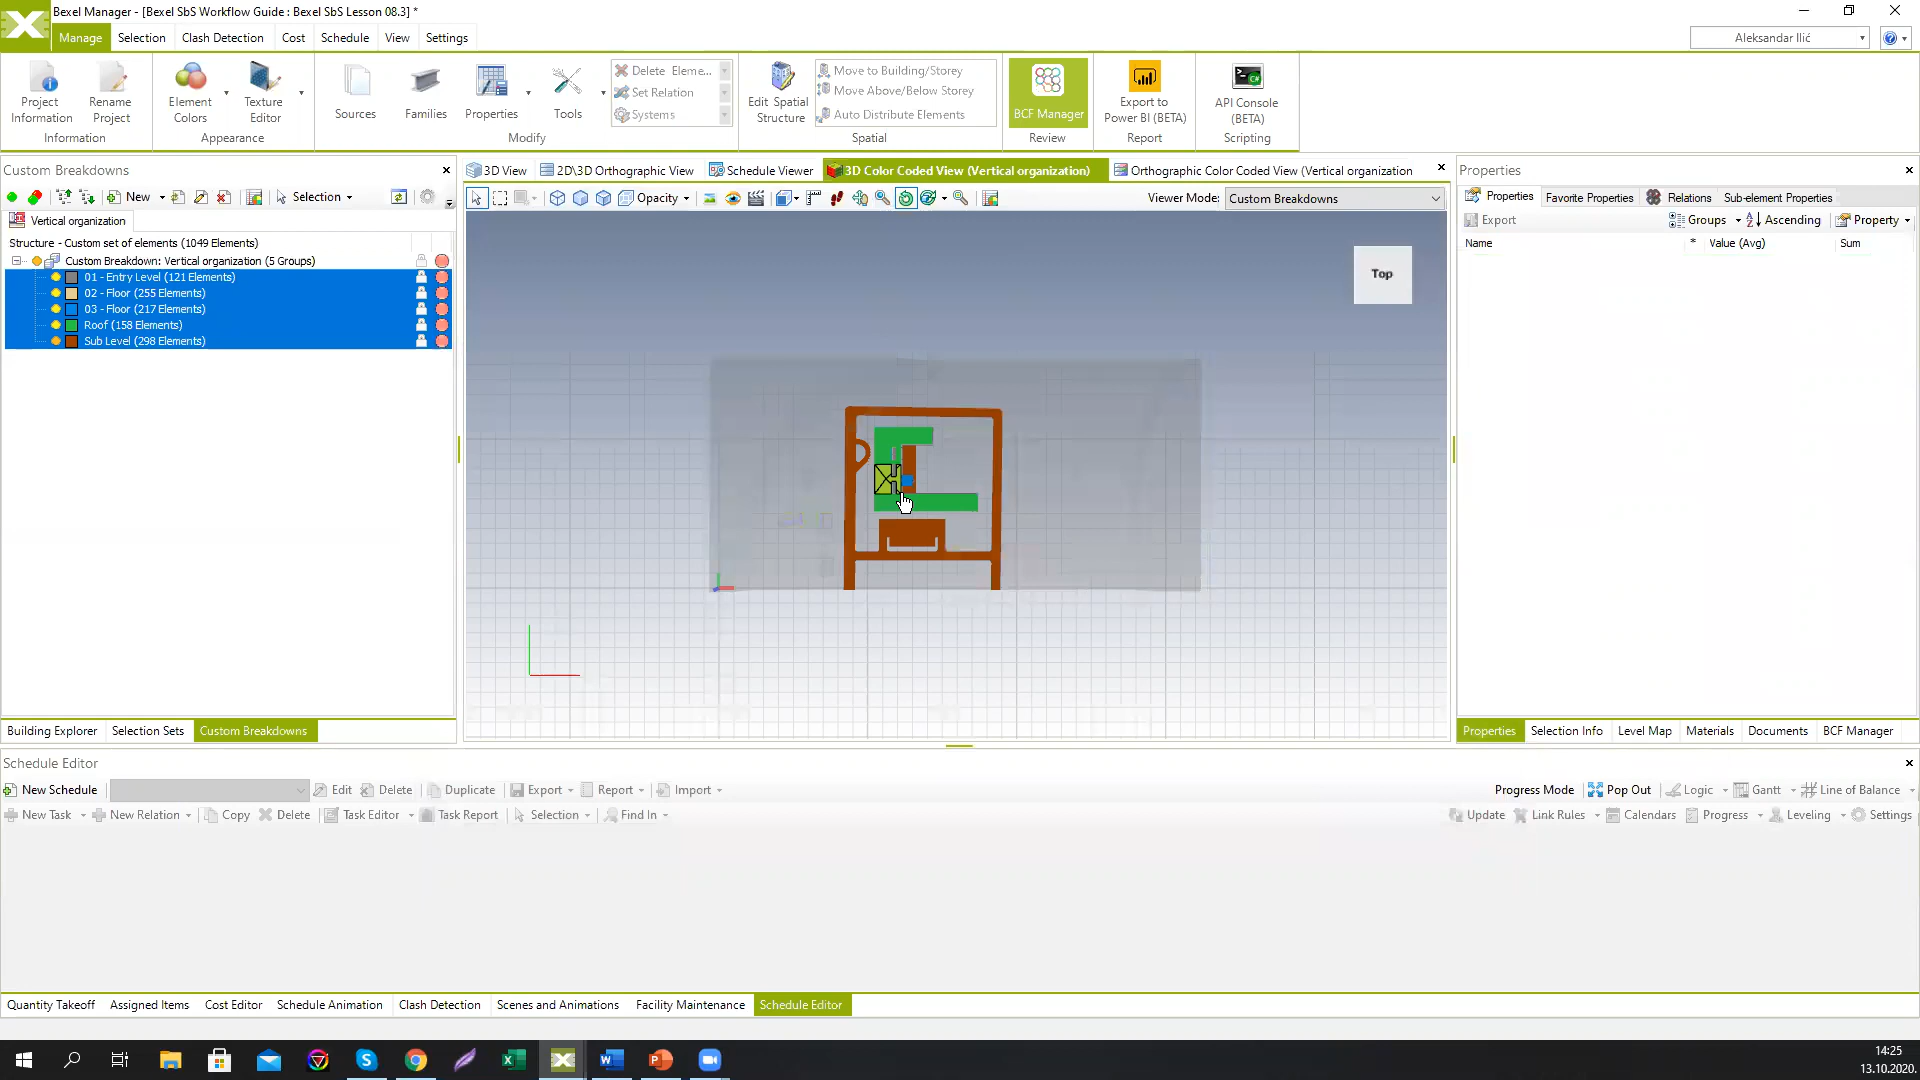 Bexel Manager - [Bexel SbS Workflow Guide : Bexel SbS Lesson 08.3] *
Manage Selection Clash Detection Cost Schedule View Settings
Aleksandar Ilić
Project Information
Rename Project
Information
Element Colors
Texture Editor
Appearance
Sources
Families
Properties
Tools
Delete Eleme...
Set Relation
Systems
Modify
Edit Spatial Structure
Move to Building/Storey
Move Above/Below Storey
Auto Distribute Elements
Spatial
BCF Manager
Review
Export to Power BI (BETA)
Report
API Console (BETA)
Scripting
Custom Breakdowns
New Selection
Vertical organization
Structure - Custom set of elements (1049 Elements)
Custom Breakdown: Vertical organization (5 Groups)
01 - Entry Level (121 Elements)
02 - Floor (255 Elements)
03 - Floor (217 Elements)
Roof (158 Elements)
Sub Level (298 Elements)
Building Explorer Selection Sets Custom Breakdowns
3D View 2D\3D Orthographic View Schedule Viewer 3D Color Coded View (Vertical organization) Orthographic Color Coded View (Vertical organization
Opacity Viewer Mode: Custom Breakdowns
Top
Properties
Properties Favorite Properties Relations Sub-element Properties
Export Groups Ascending Property
Name * Value (Avg) Sum
Properties Selection Info Level Map Materials Documents BCF Manager
Schedule Editor
New Schedule Edit Delete Duplicate Export Report Import Progress Mode Pop Out Logic Gantt Line of Balance
New Task New Relation Copy Delete Task Editor Task Report Selection Find In Update Link Rules Calendars Progress Leveling Settings
Quantity Takeoff Assigned Items Cost Editor Schedule Animation Clash Detection Scenes and Animations Facility Maintenance Schedule Editor
14:25
13.10.2020.